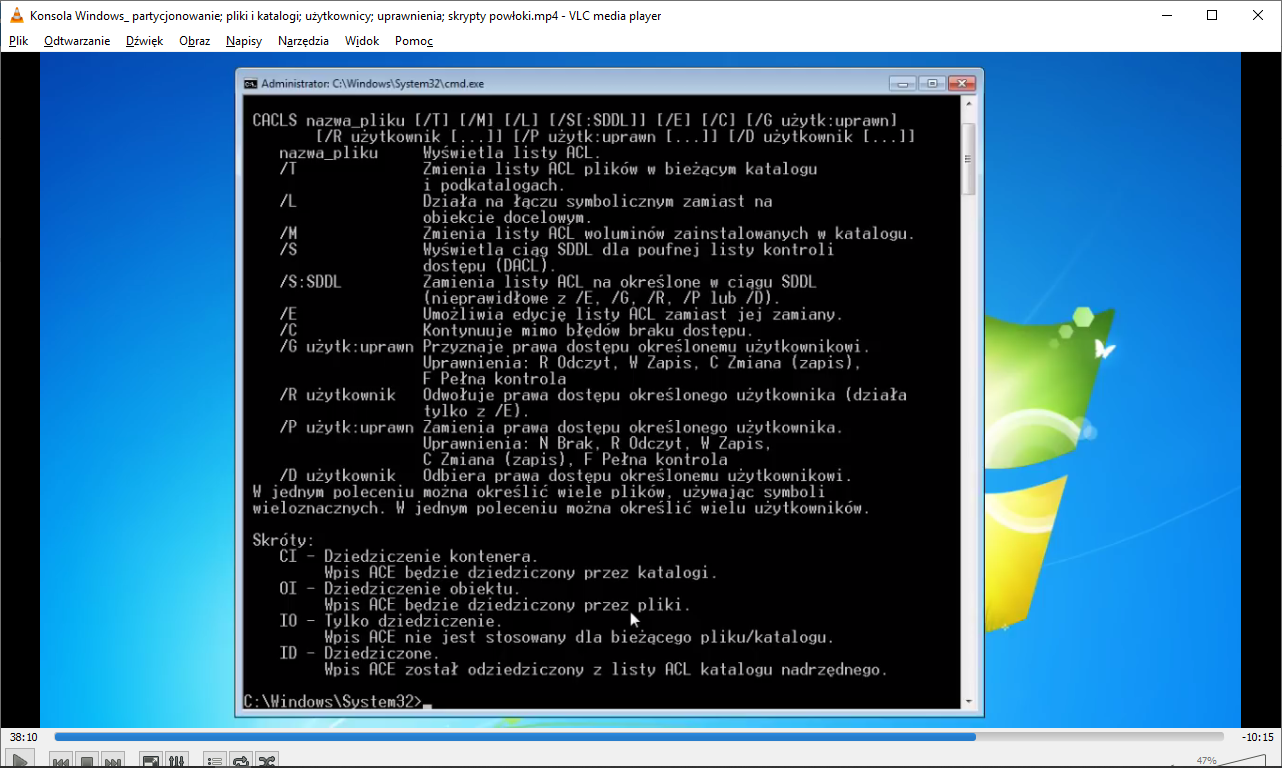 Konsola Windows_ partycjonowanie; pliki i katalogi; użytkownicy; uprawnienia; skrypty powłoki.mp4 - VLC media player
Plik Odtwarzanie Dźwięk Obraz Napisy Narzędzia Widok Pomoc
Administrator: C:\Windows\System32\cmd.exe
CACLS nazwa_pliku [/T] [/M] [/L] [/S[:SDDL]] [/E] [/C] [/G użytk:uprawn]
[/R użytkownik [...]] [/P użytk:uprawn [...]] [/D użytkownik [...]]
nazwa_pliku Wyświetla listy ACL.
/T Zmienia listy ACL plików w bieżącym katalogu
i podkatalogach.
/L Działa na łączu symbolicznym zamiast na
obiekcie docelowym.
/M Zmienia listy ACL woluminów zainstalowanych w katalogu.
/S Wyświetla ciąg SDDL dla poufnej listy kontroli
dostępu (DACL).
/S:SDDL Zamienia listy ACL na określone w ciągu SDDL
(nieprawidłowe z /E, /G, /R, /P lub /D).
/E Umożliwia edycję listy ACL zamiast jej zamiany.
/C Kontynuuje mimo błędów braku dostępu.
/G użytk:uprawn Przyznaje prawa dostępu określonemu użytkownikowi.
Uprawnienia: R Odczyt, W Zapis, C Zmiana (zapis),
F Pełna kontrola
/R użytkownik Odwołuje prawa dostępu określonego użytkownika (działa
tylko z /E).
/P użytk:uprawn Zamienia prawa dostępu określonego użytkownika.
Uprawnienia: N Brak, R Odczyt, W Zapis,
C Zmiana (zapis), F Pełna kontrola
/D użytkownik Odbiera prawa dostępu określonemu użytkownikowi.
W jednym poleceniu można określić wiele plików, używając symboli
wieloznacznych. W jednym poleceniu można określić wielu użytkowników.
Skróty:
CI - Dziedziczenie kontenera.
Wpis ACE będzie dziedziczony przez katalogi.
OI - Dziedziczenie obiektu.
Wpis ACE będzie dziedziczony przez pliki.
IO - Tylko dziedziczenie.
Wpis ACE nie jest stosowany dla bieżącego pliku/katalogu.
ID - Dziedziczone.
Wpis ACE został odziedziczony z listy ACL katalogu nadrzędnego.
C:\Windows\System32>_
38:10 -10:15
47%